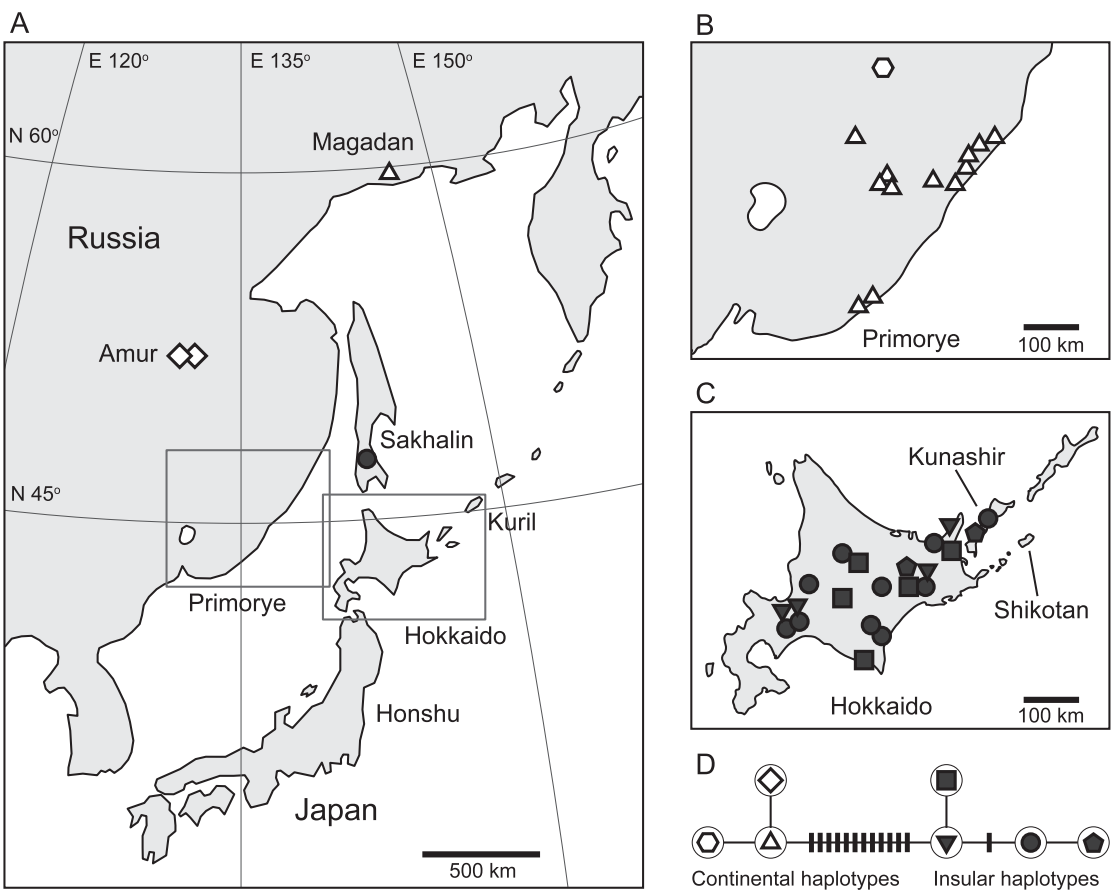 A
E 120°
E 135°
E 150°
N 60°
Magadan
Russia
Amur
Sakhalin
N 45°
Kuril
Primorye
Hokkaido
Honshu
Japan
500 km
B
Primorye
100 km
C
Kunashir
Shikotan
Hokkaido
100 km
D
Continental haplotypes
Insular haplotypes